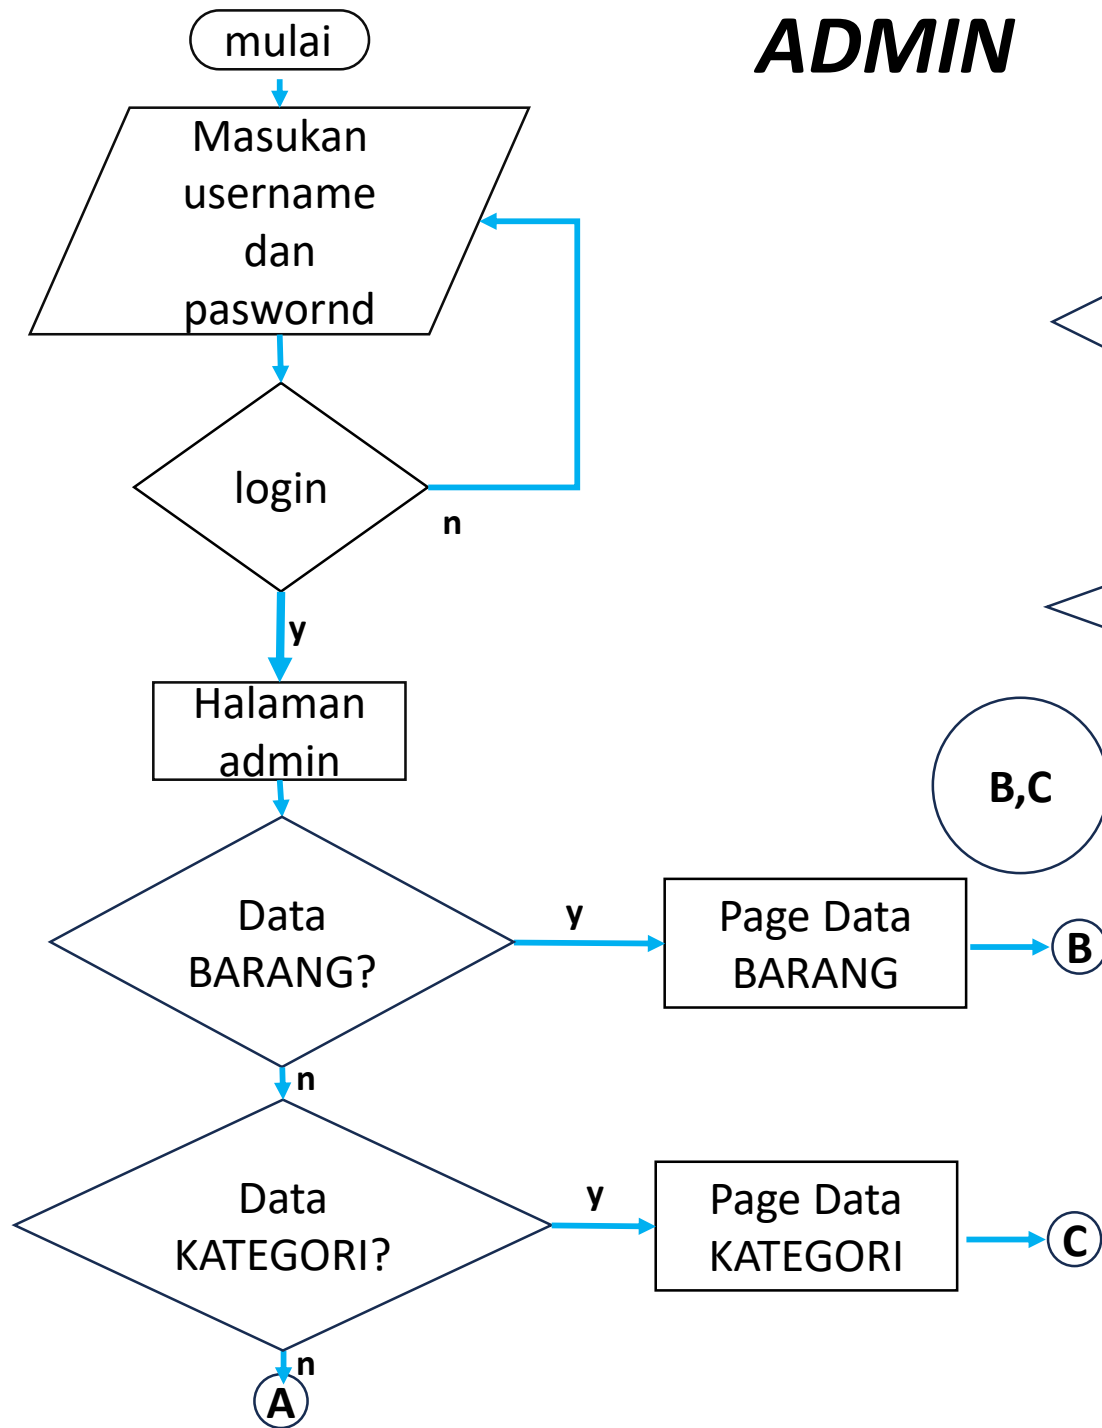 mulai
ADMIN
Masukan
username
dan
paswornd
login
n
y
Halaman
admin
B,C
Data
BARANG?
y
Page Data
BARANG
B
n
Data
KATEGORI?
y
Page Data
KATEGORI
C
n
A